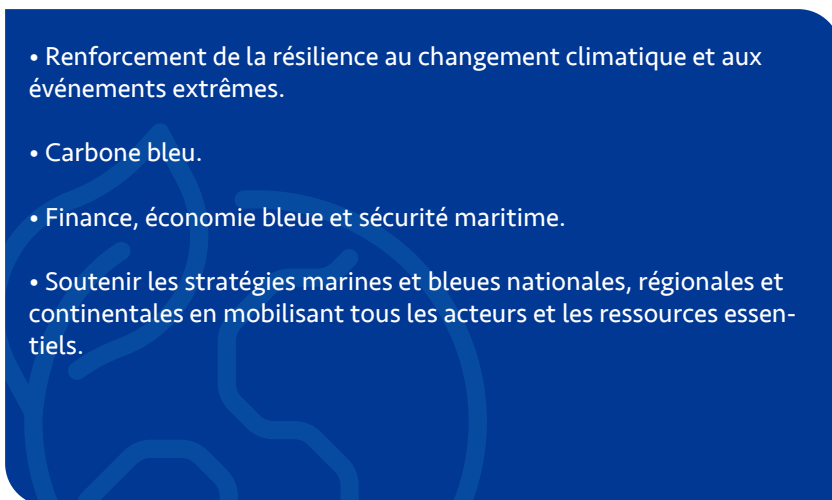 • Renforcement de la résilience au changement climatique et aux
événements extrêmes.
• Carbone bleu.
• Finance, économie bleue et sécurité maritime.
• Soutenir les stratégies marines et bleues nationales, régionales et
continentales en mobilisant tous les acteurs et les ressources essen-
tiels.